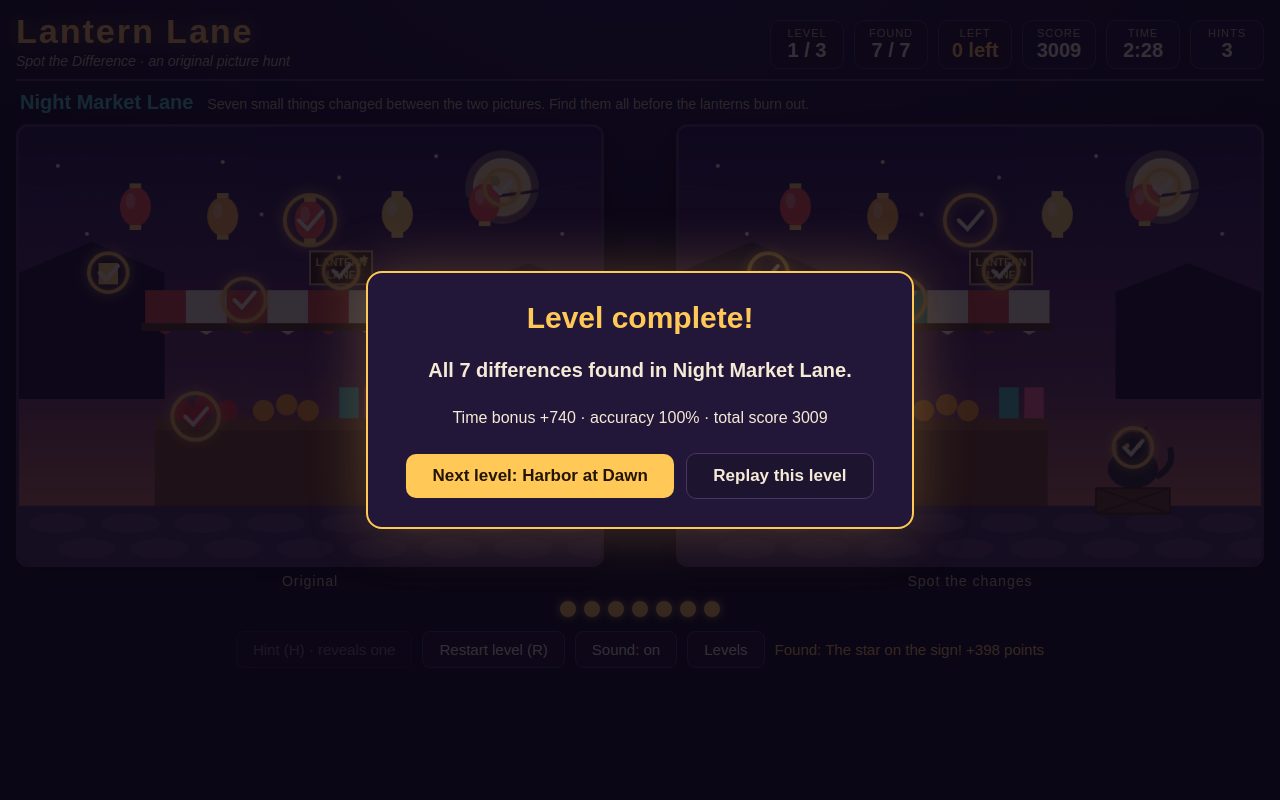 Lantern Lane
Spot the Difference · an original picture hunt
LEVEL
1 / 3
FOUND
7 / 7
LEFT
0 left
SCORE
3009
TIME
2:28
HINTS
3
Night Market Lane Seven small things changed between the two pictures. Find them all before the lanterns burn out.
LANTERN
LANE
LANTERN
LANE
Level complete!
All 7 differences found in Night Market Lane.
Time bonus +740 · accuracy 100% · total score 3009
Next level: Harbor at Dawn
Replay this level
Original
Spot the changes
Hint (H) · reveals one
Restart level (R)
Sound: on
Levels
Found: The star on the sign! +398 points